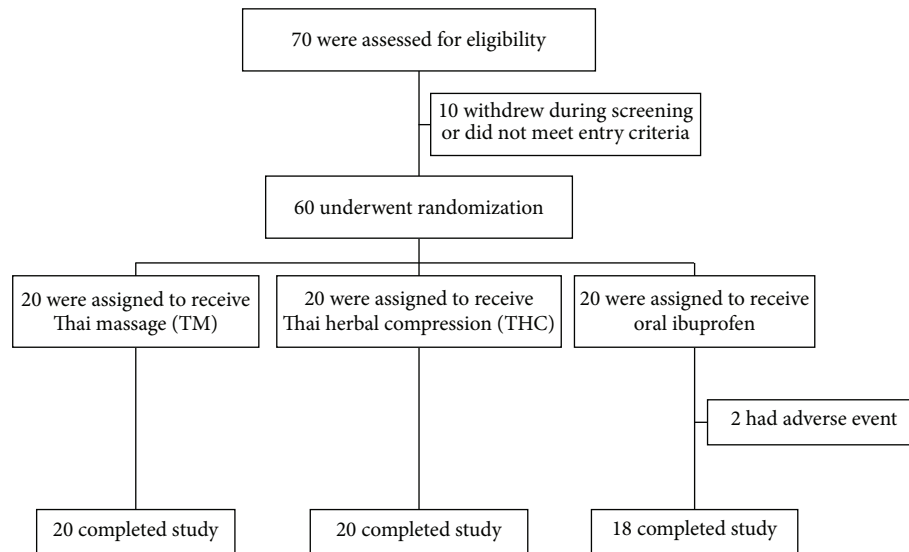 70 were assessed for eligibility
10 withdrew during screening
or did not meet entry criteria
60 underwent randomization
20 were assigned to receive
Thai massage (TM)
20 were assigned to receive
Thai herbal compression (THC)
20 were assigned to receive
oral ibuprofen
2 had adverse event
20 completed study
20 completed study
18 completed study